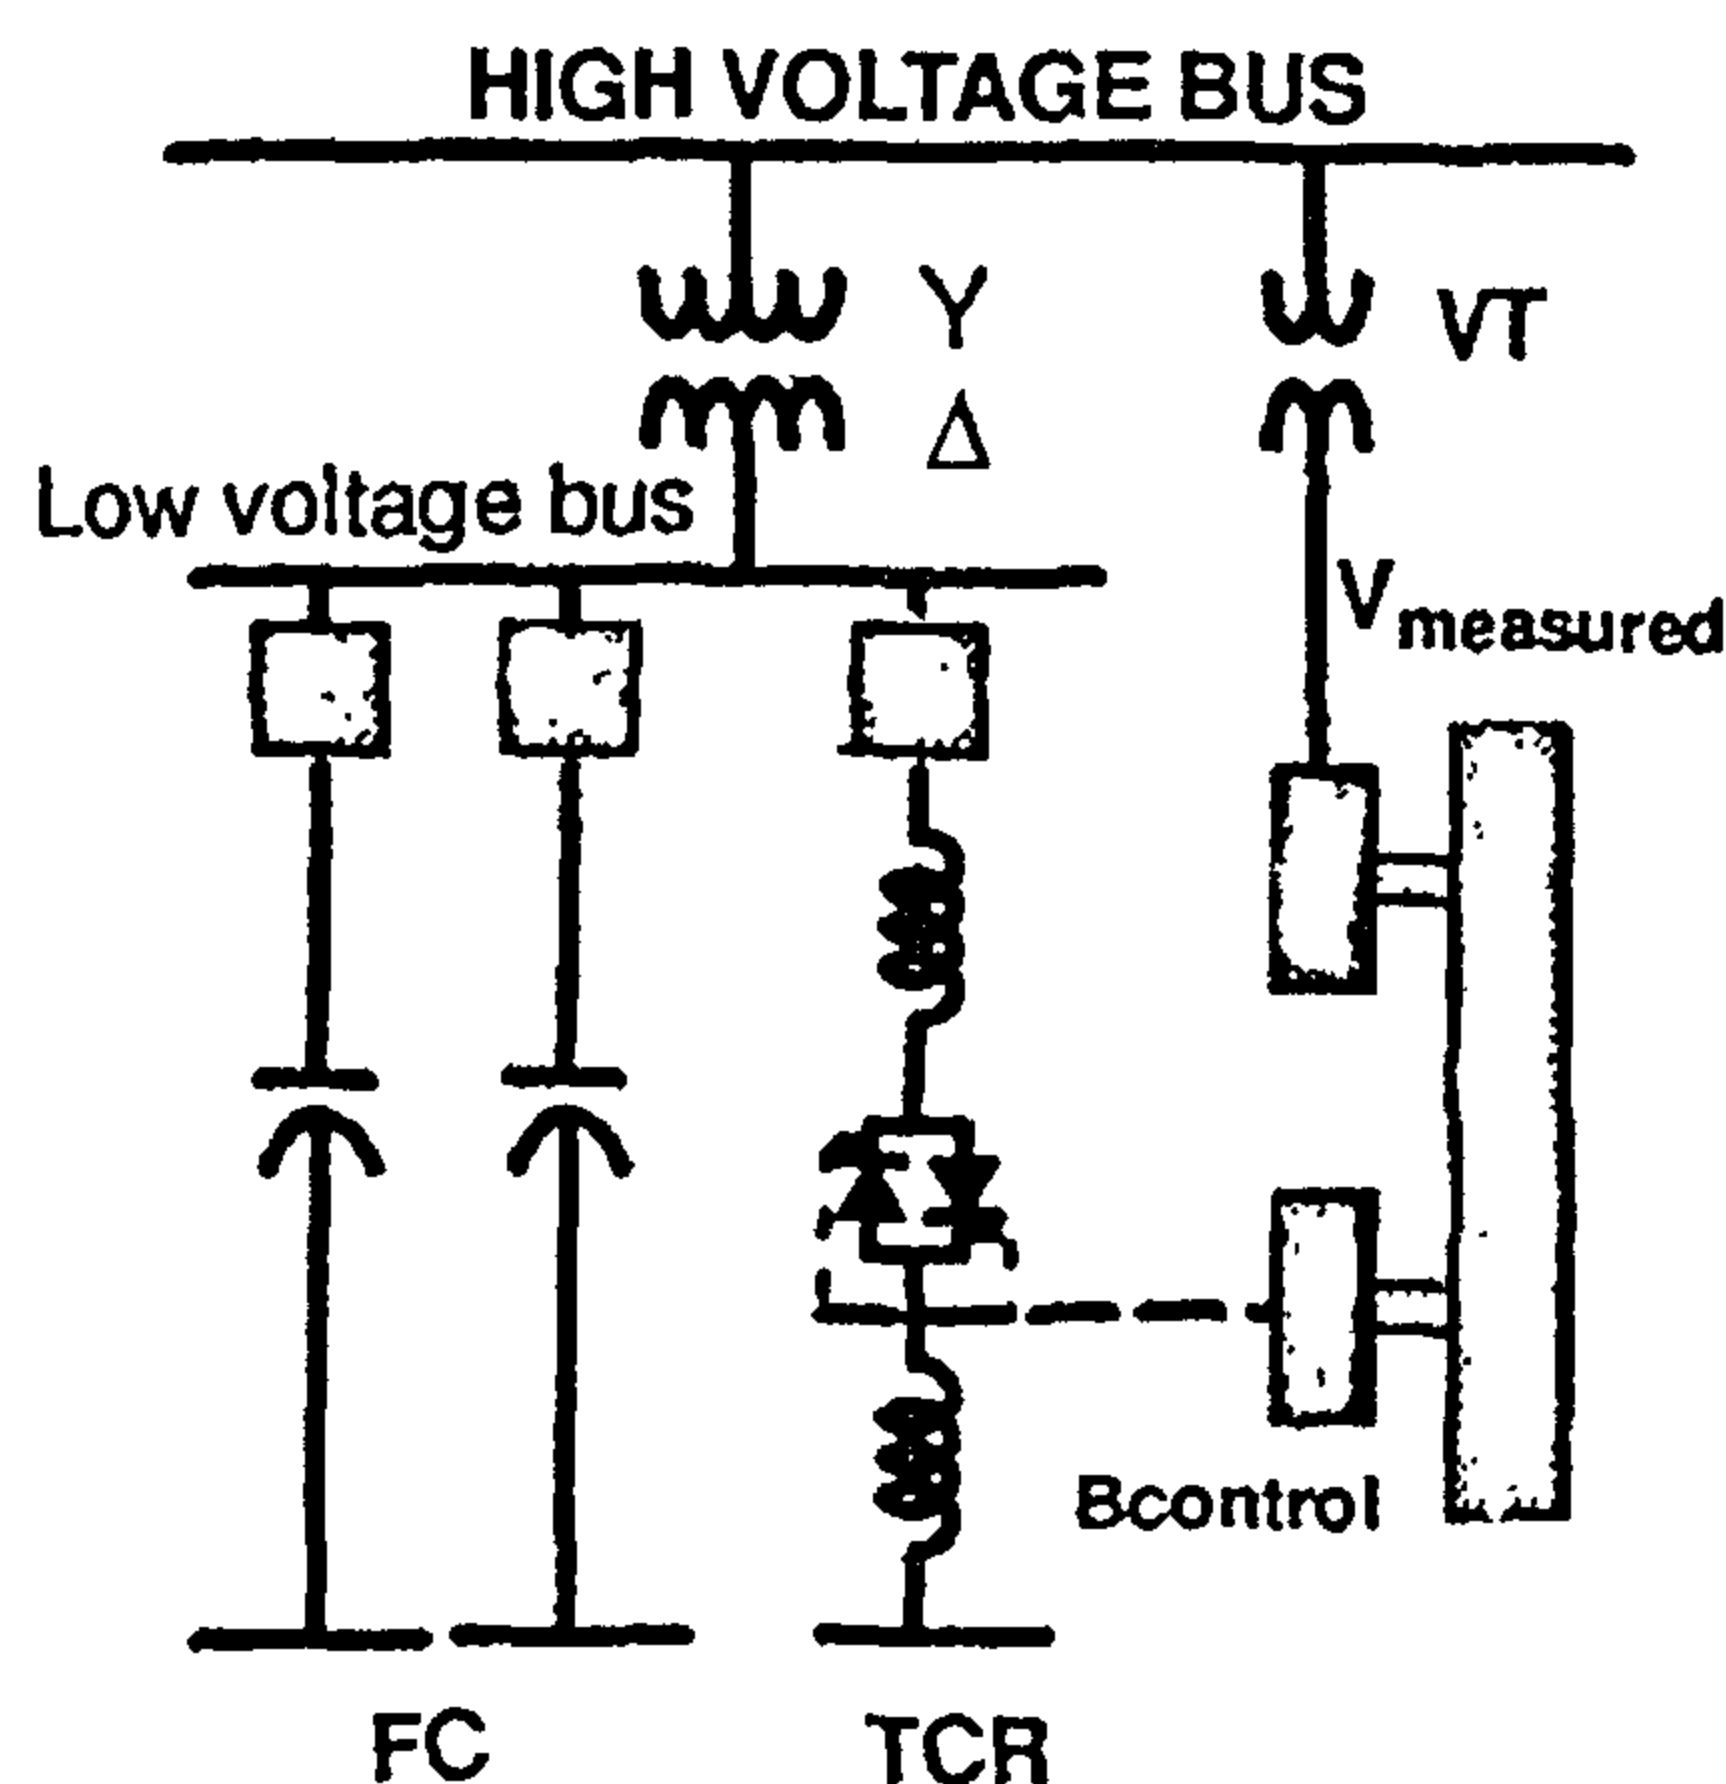 HIGH VOLTAGE BUS
Y
VT
Δ
Low voltage bus
Vmeasured
Bcontrol
FC
TCR